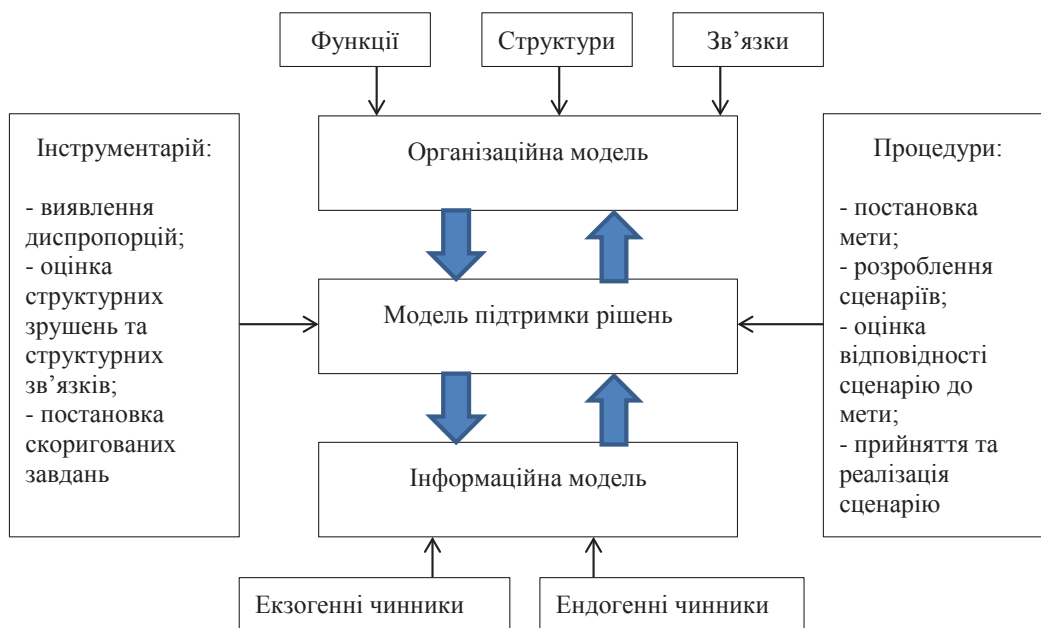 Функції
Структури
Зв’язки
Інструментарій:
- виявлення
диспропорцій;
- оцінка
структурних
зрушень та
структурних
зв’язків;
- постановка
скоригованих
завдань
Організаційна модель
Модель підтримки рішень
Інформаційна модель
Процедури:
- постановка
мети;
- розроблення
сценаріїв;
- оцінка
відповідності
сценарію до
мети;
- прийняття та
реалізація
сценарію
Екзогенні чинники
Ендогенні чинники